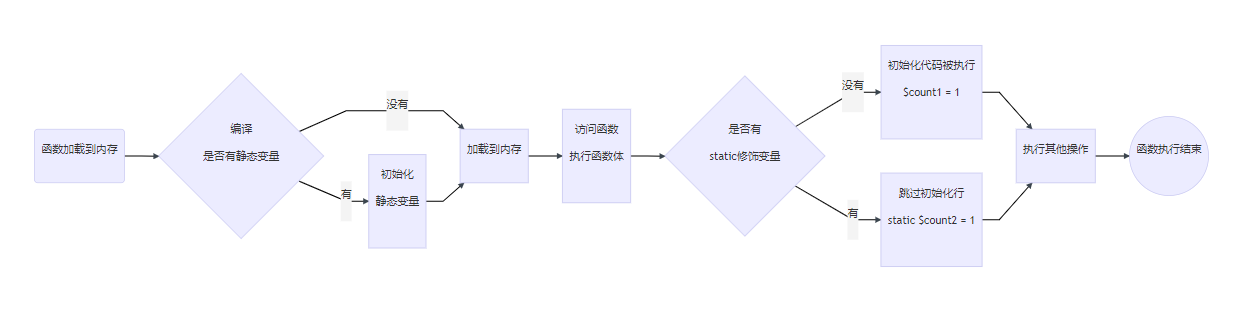 函数加载到内存
编译
是否有静态变量
没有
有
初始化
静态变量
加载到内存
访问函数
执行函数体
是否有
static修饰变量
没有
有
初始化代码被执行
$count1 = 1
跳过初始化行
static $count2 = 1
执行其他操作
函数执行结束